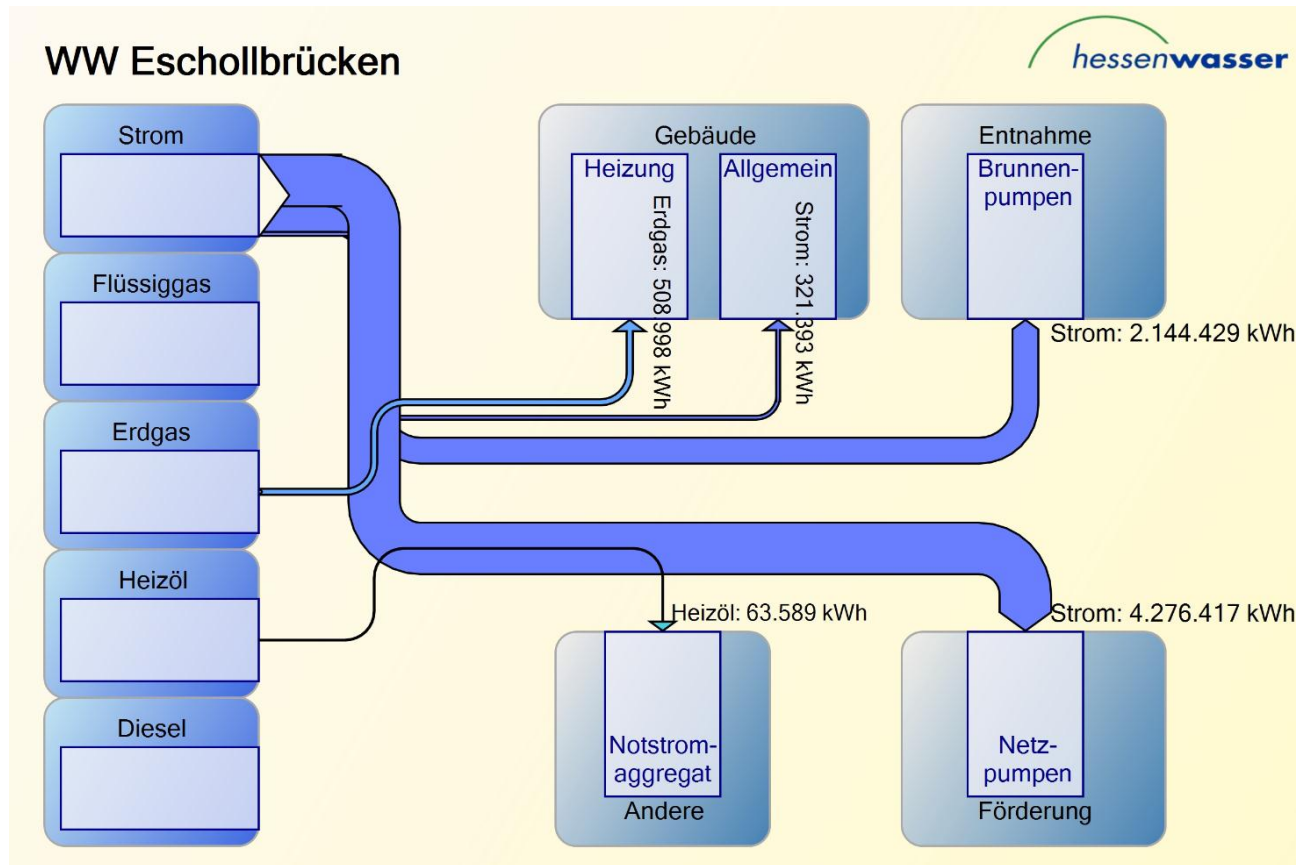 WW Eschollbrücken
hessenwasser
Strom
Flüssiggas
Erdgas
Heizöl
Diesel
Gebäude
Heizung
Erdgas: 508.998 kWh
Allgemein
Strom: 321.393 kWh
Entnahme
Brunnen-
pumpen
Strom: 2.144.429 kWh
Heizöl: 63.589 kWh
Notstrom-
aggregat
Andere
Strom: 4.276.417 kWh
Netz-
pumpen
Förderung